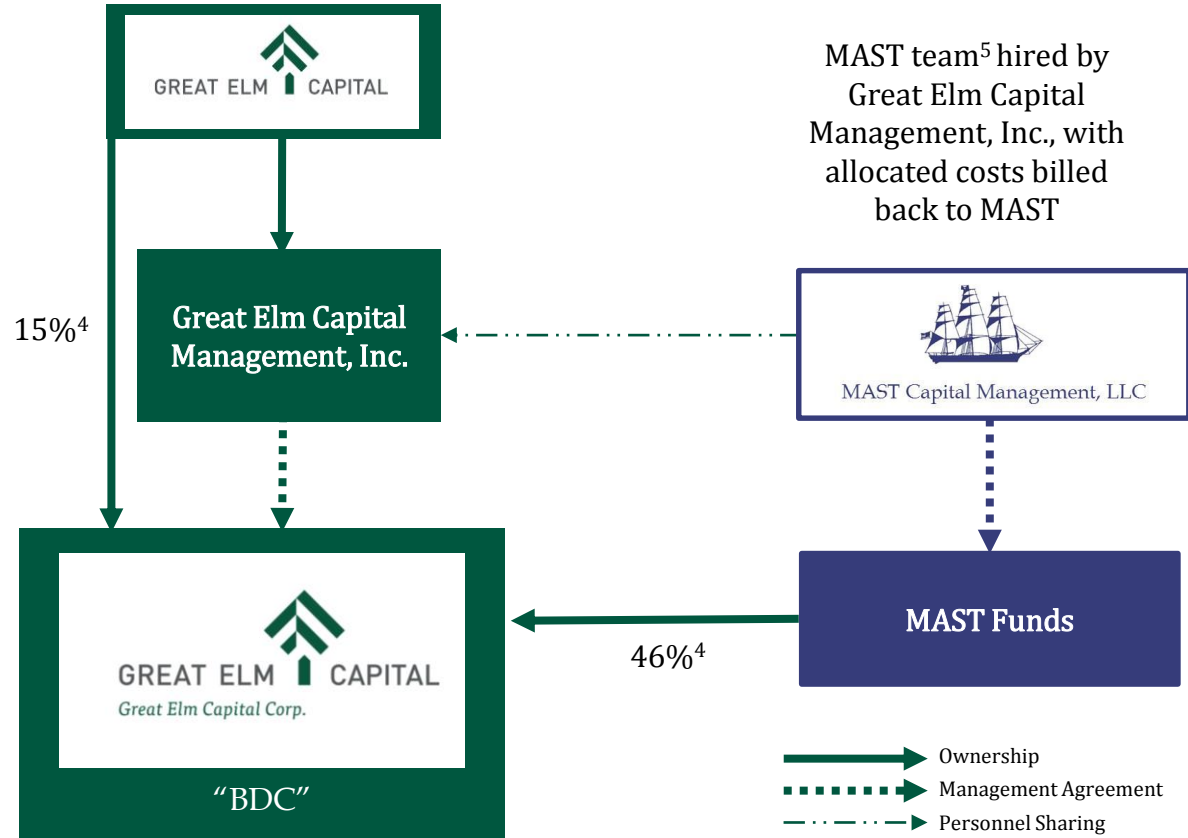 GREAT ELM CAPITAL
MAST team⁵ hired by
Great Elm Capital
Management, Inc., with
allocated costs billed
back to MAST
15%⁴
Great Elm Capital
Management, Inc.
MAST Capital Management, LLC
46%⁴
MAST Funds
GREAT ELM CAPITAL
Great Elm Capital Corp.
“BDC”
Ownership
Management Agreement
Personnel Sharing